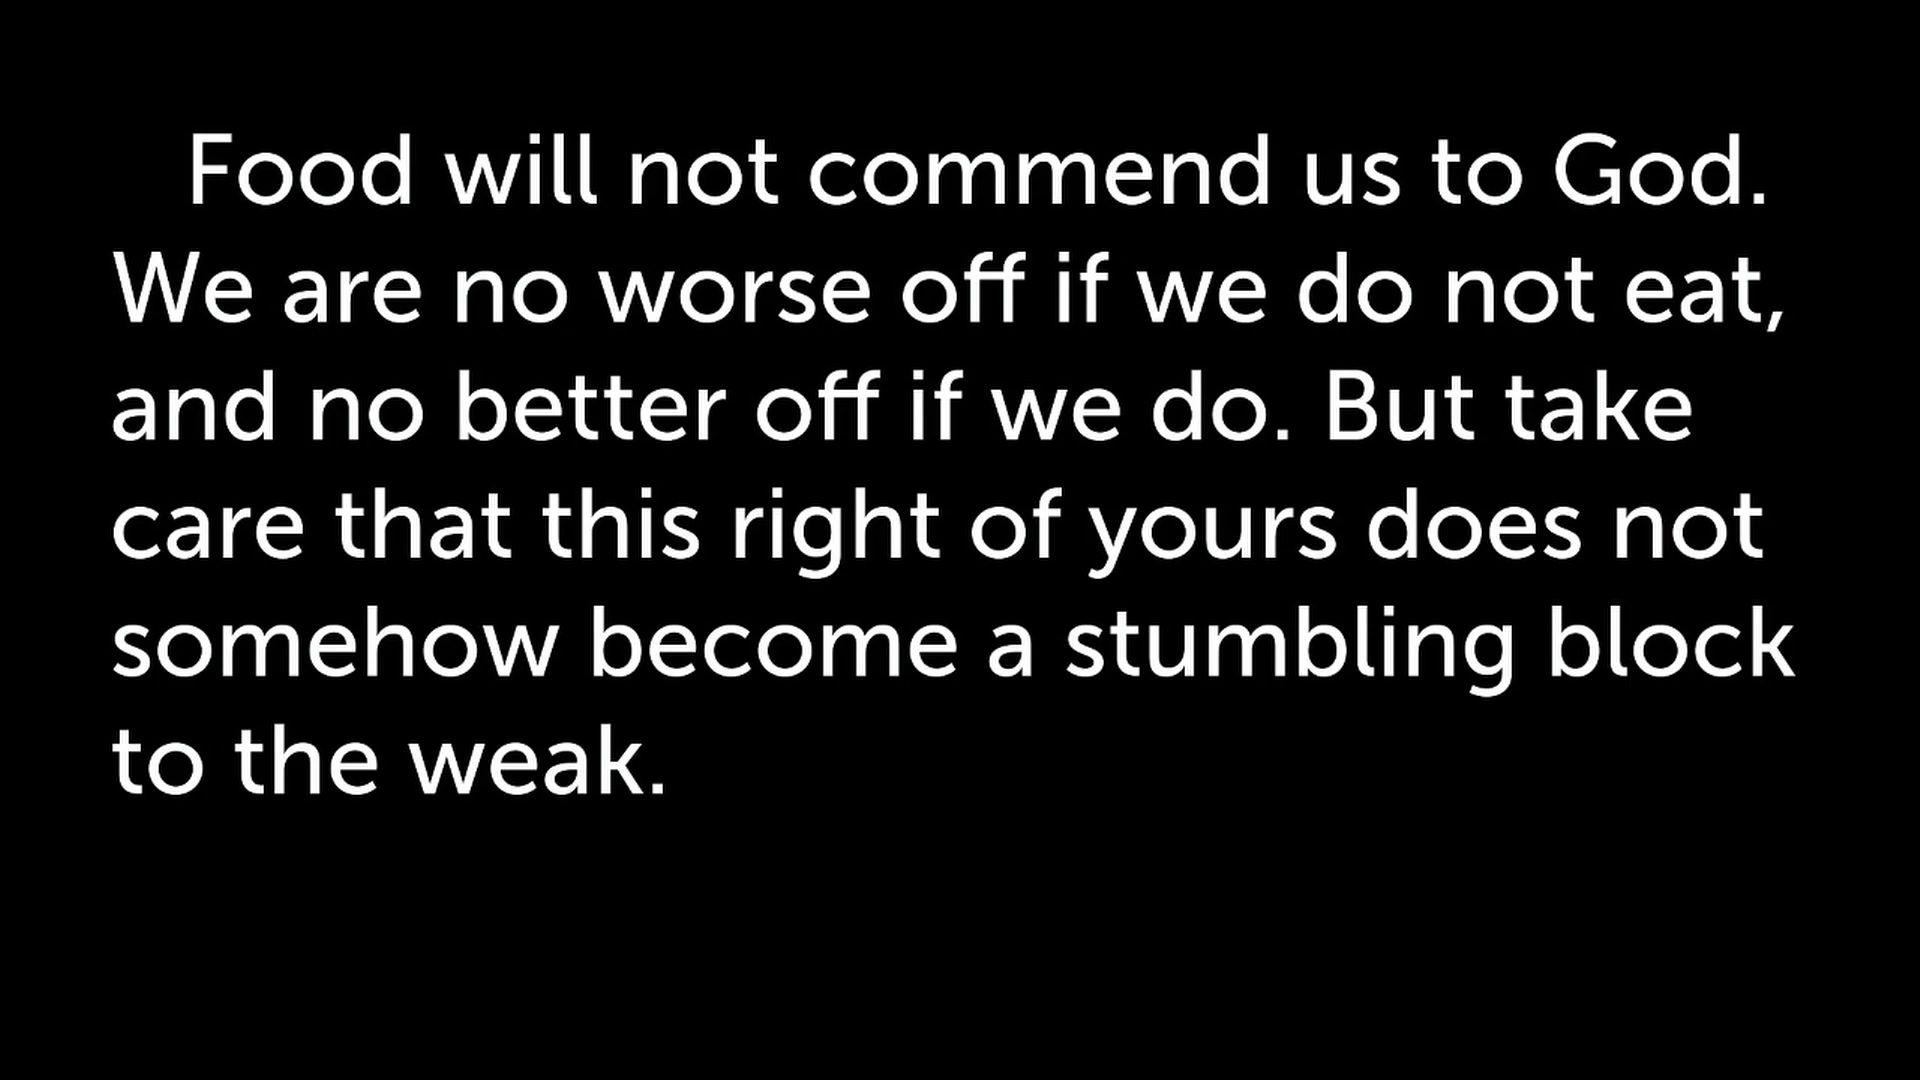 Food will not commend us to God.
We are no worse off if we do not eat,
and no better off if we do. But take
care that this right of yours does not
somehow become a stumbling block
to the weak.